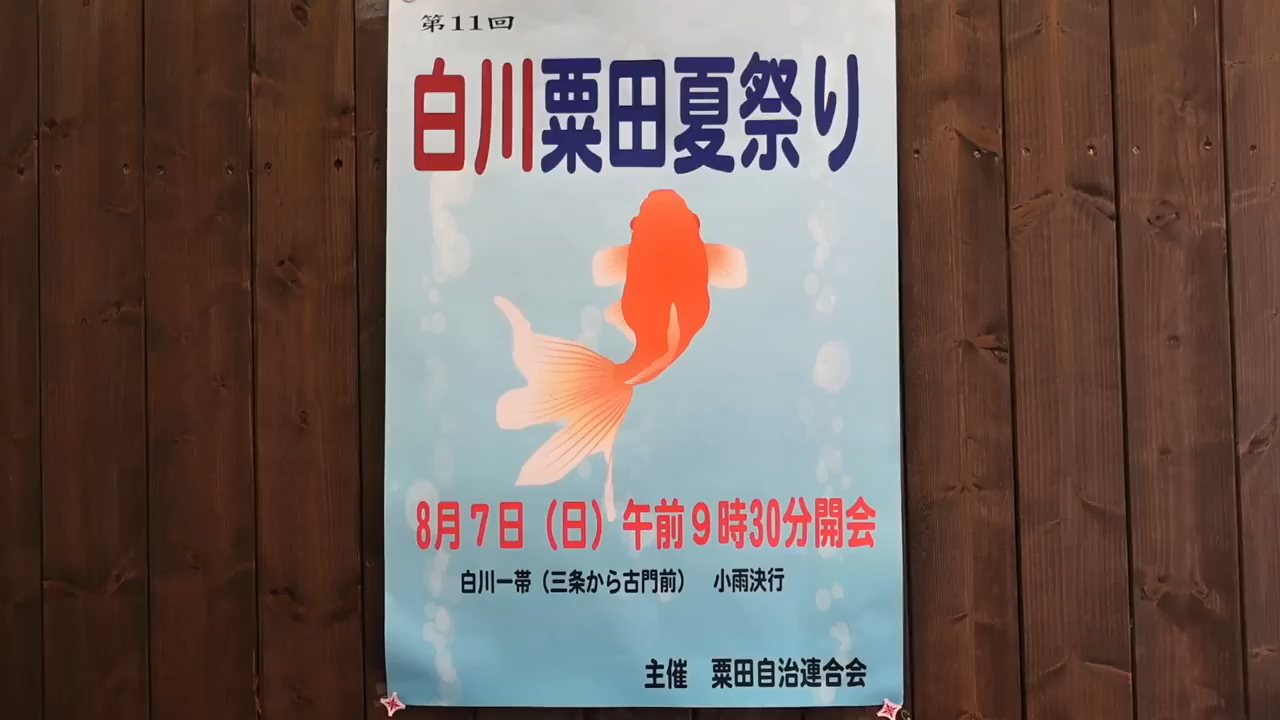 第11回
白川粟田夏祭り
8月7日（日）午前9時30分開会
白川一帯（三条から古門前）　小雨決行
主催　粟田自治連合会